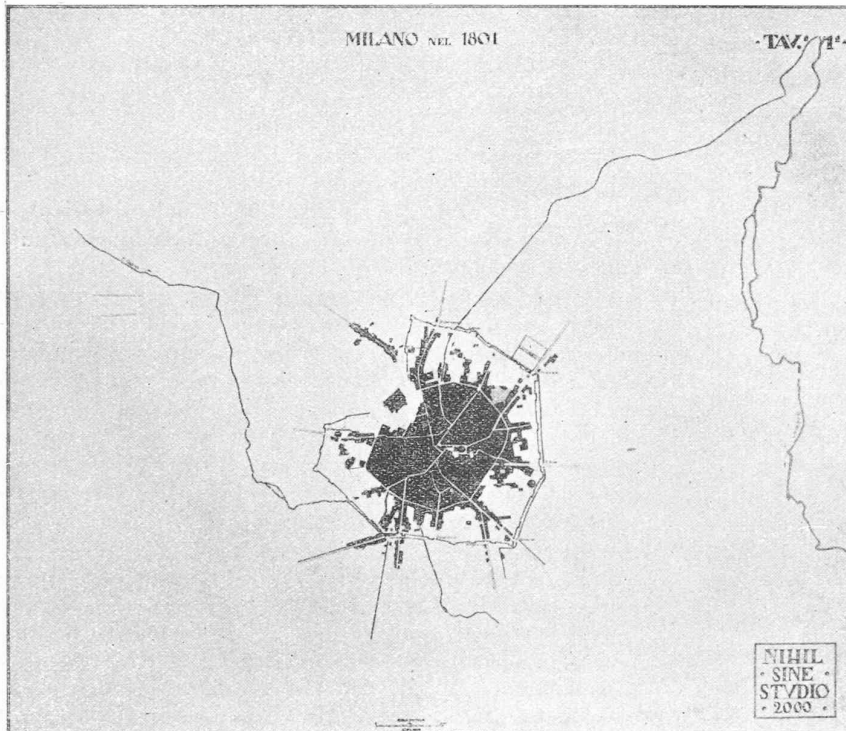 MILANO NEL 1801
· TAV. 1ª ·
NIHIL
· SINE ·
STVDIO
· 2000 ·